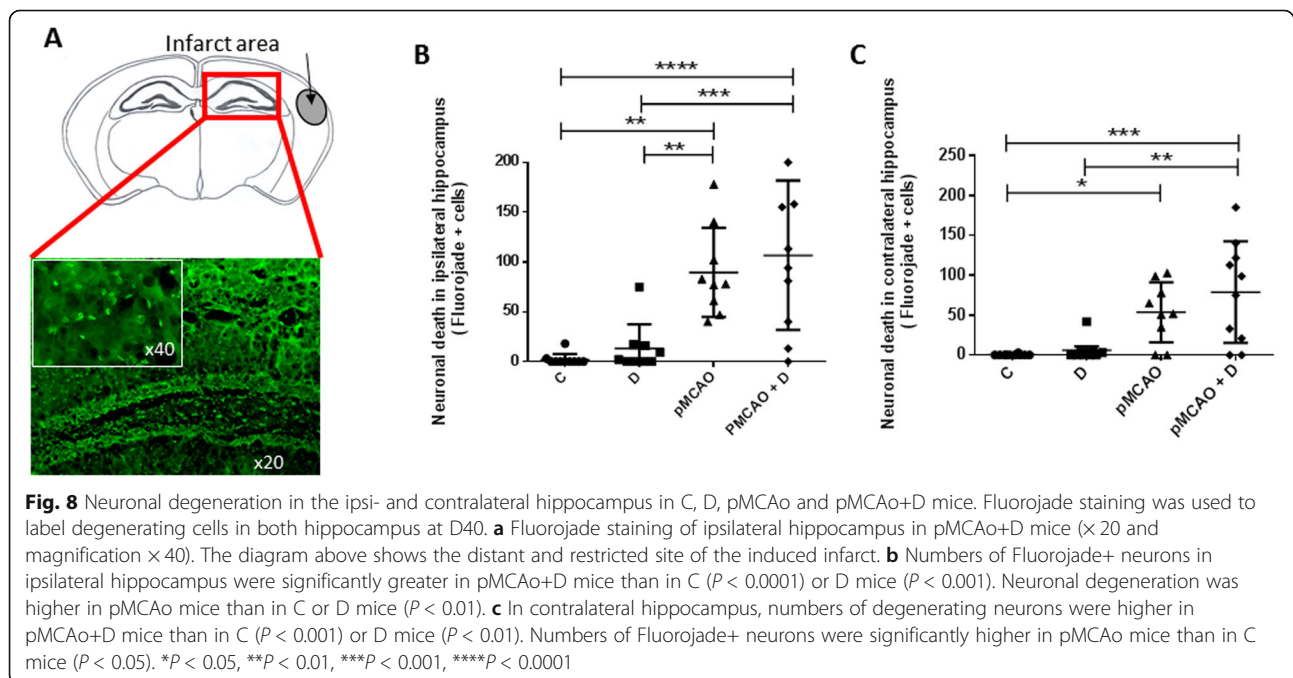 A
Infarct area
x40
x20
B
Neuronal death in ipsilateral hippocampus
( Fluorojade + cells)
****
***
**
**
200
150
100
50
0
C
D
pMCAO
PMCAO + D
C
Neuronal death in contralateral hippocampus
( Fluorojade + cells)
***
**
*
250
200
150
100
50
0
C
D
pMCAO
pMCAO + D
Fig. 8 Neuronal degeneration in the ipsi- and contralateral hippocampus in C, D, pMCAo and pMCAo+D mice. Fluorojade staining was used to
label degenerating cells in both hippocampus at D40. a Fluorojade staining of ipsilateral hippocampus in pMCAo+D mice (× 20 and
magnification × 40). The diagram above shows the distant and restricted site of the induced infarct. b Numbers of Fluorojade+ neurons in
ipsilateral hippocampus were significantly greater in pMCAo+D mice than in C (P < 0.0001) or D mice (P < 0.001). Neuronal degeneration was
higher in pMCAo mice than in C or D mice (P < 0.01). c In contralateral hippocampus, numbers of degenerating neurons were higher in
pMCAo+D mice than in C (P < 0.001) or D mice (P < 0.01). Numbers of Fluorojade+ neurons were significantly higher in pMCAo mice than in C
mice (P < 0.05). *P < 0.05, **P < 0.01, ***P < 0.001, ****P < 0.0001